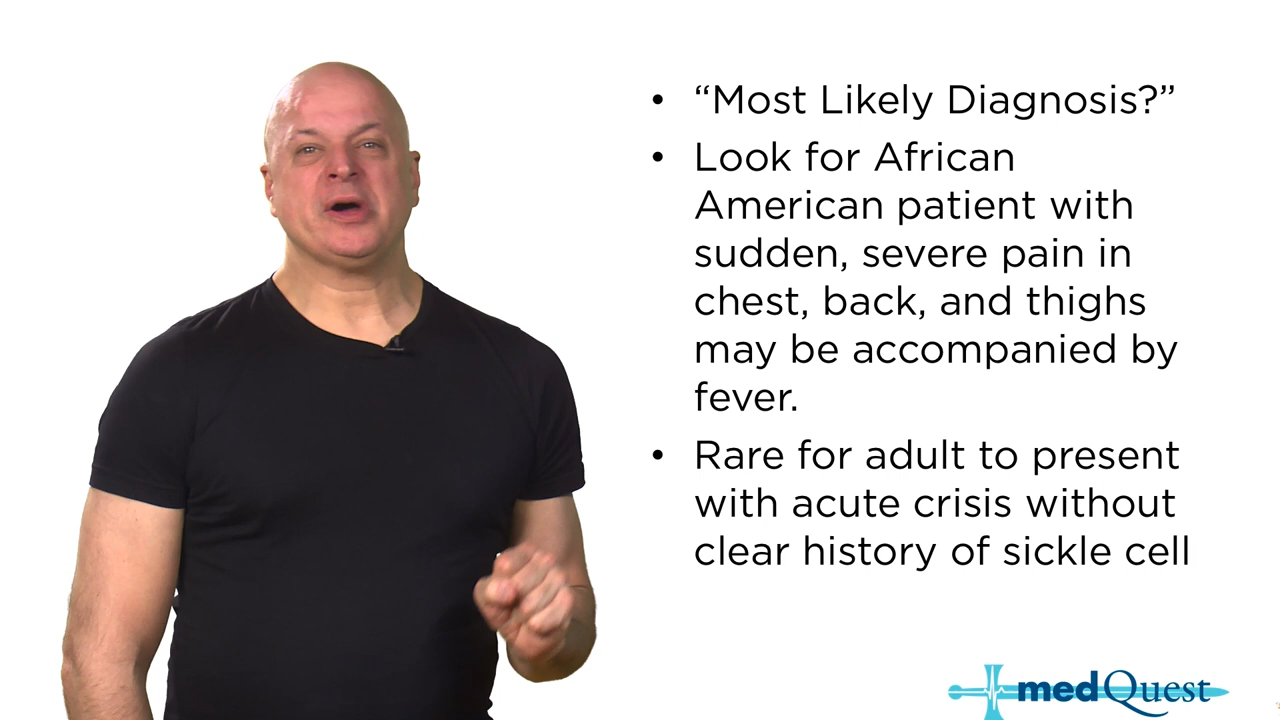 • “Most Likely Diagnosis?”
• Look for African
American patient with
sudden, severe pain in
chest, back, and thighs
may be accompanied by
fever.
• Rare for adult to present
with acute crisis without
clear history of sickle cell
medQuest